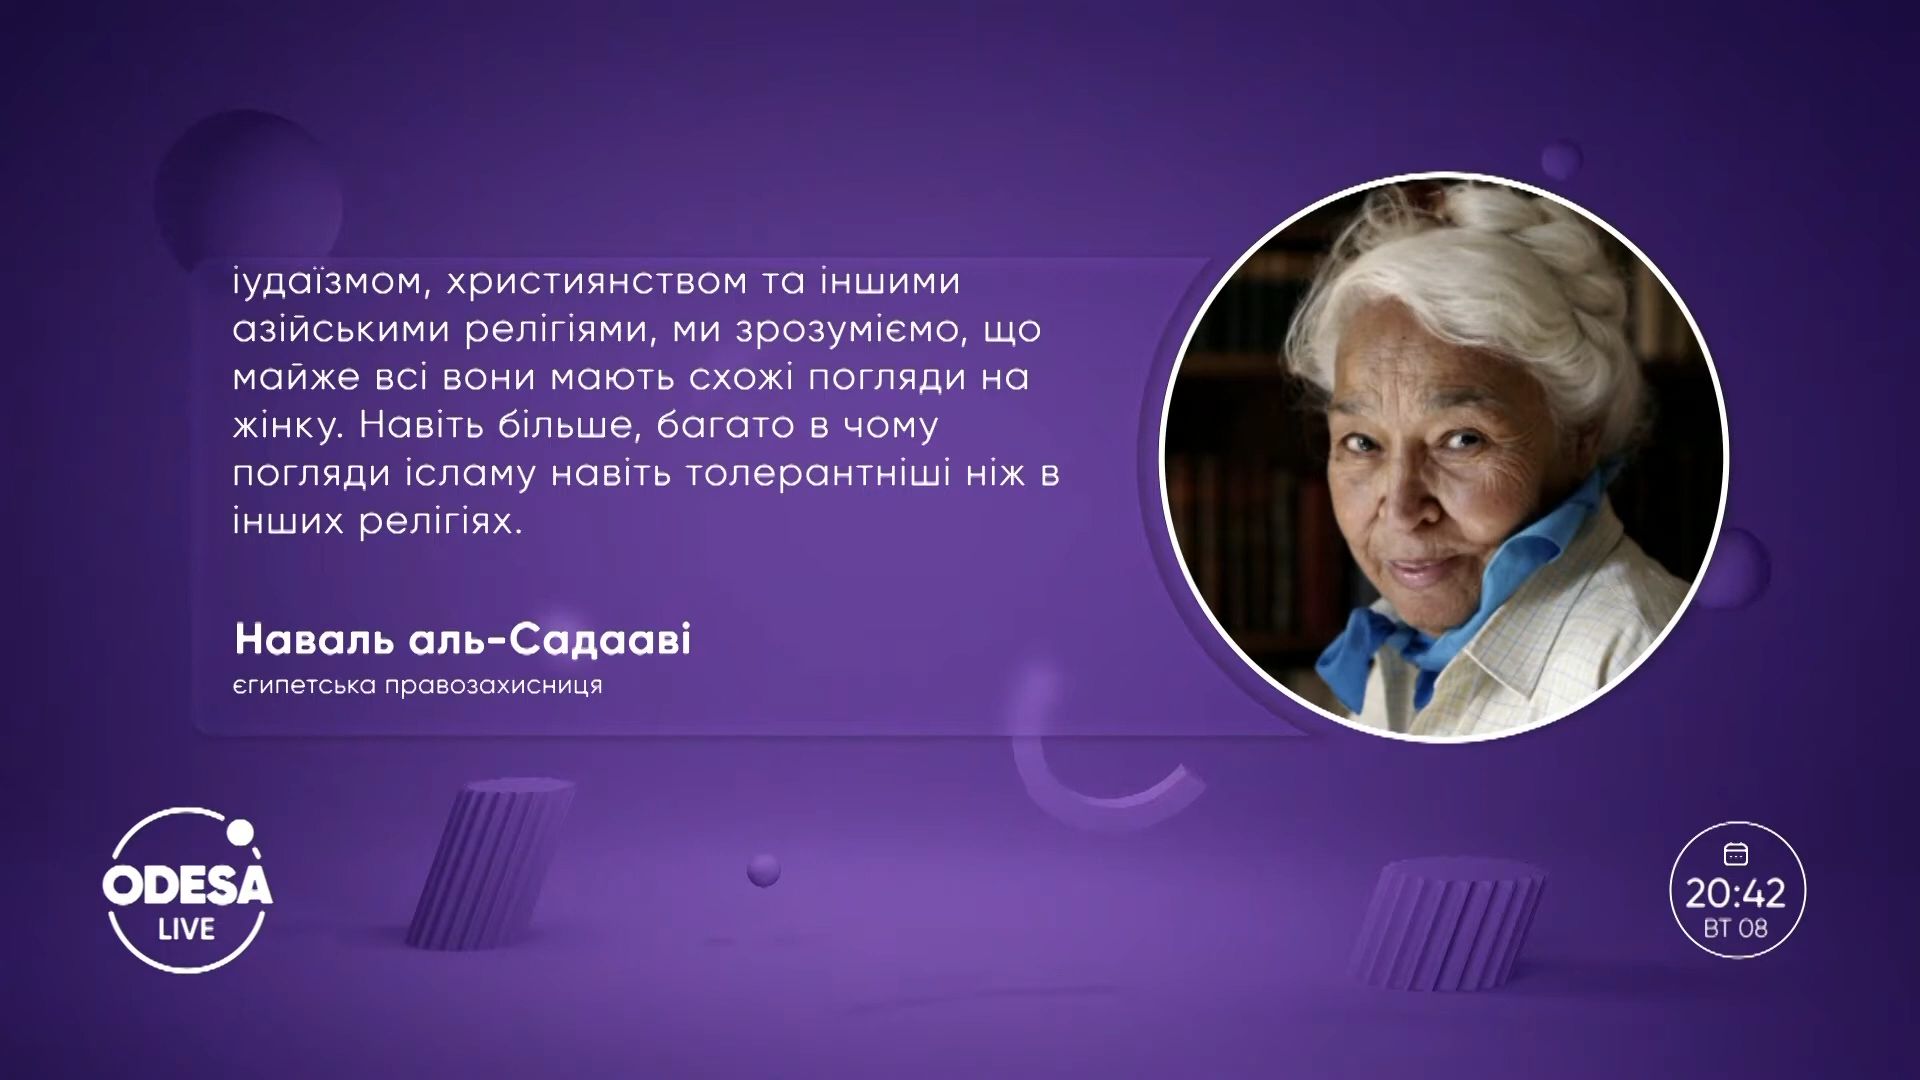 іудаїзмом, християнством та іншими
азійськими релігіями, ми зрозуміємо, що
майже всі вони мають схожі погляди на
жінку. Навіть більше, багато в чому
погляди ісламу навіть толерантніші ніж в
інших релігіях.
Наваль аль-Садааві
єгипетська правозахисниця
ODESA
LIVE
20:42
ВТ 08